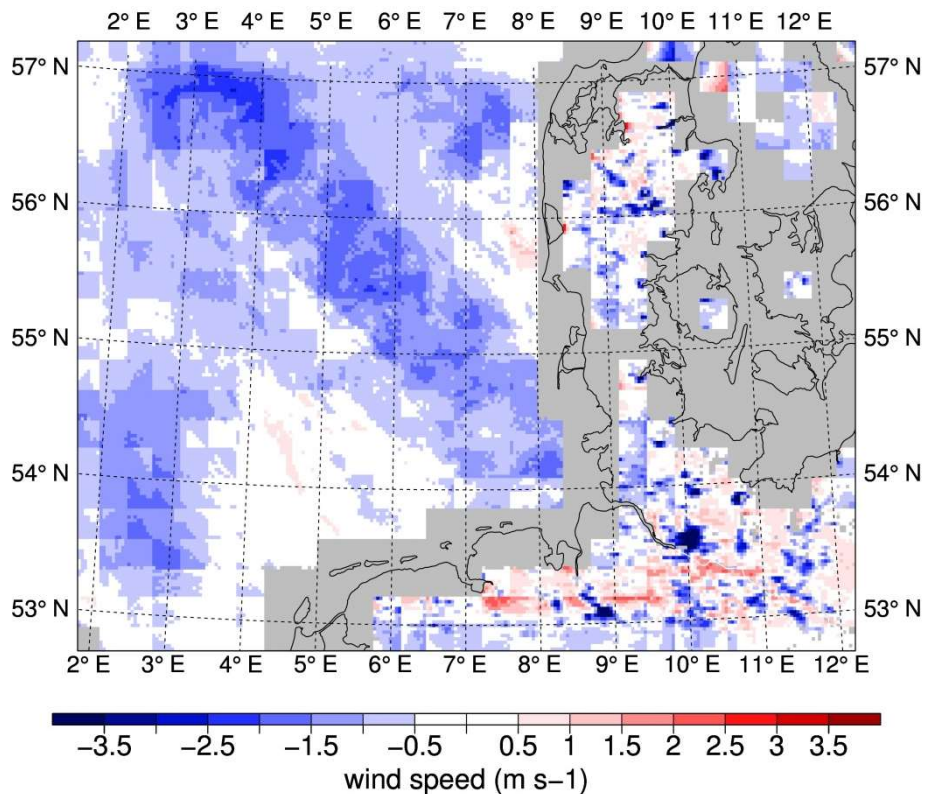 2° E 3° E 4° E 5° E 6° E 7° E 8° E 9° E 10° E 11° E 12° E
57° N 57° N
56° N 56° N
55° N 55° N
54° N 54° N
53° N 53° N
2° E 3° E 4° E 5° E 6° E 7° E 8° E 9° E 10° E 11° E 12° E
−3.5 −2.5 −1.5 −0.5 0.5 1 1.5 2 2.5 3 3.5
wind speed (m s−1)